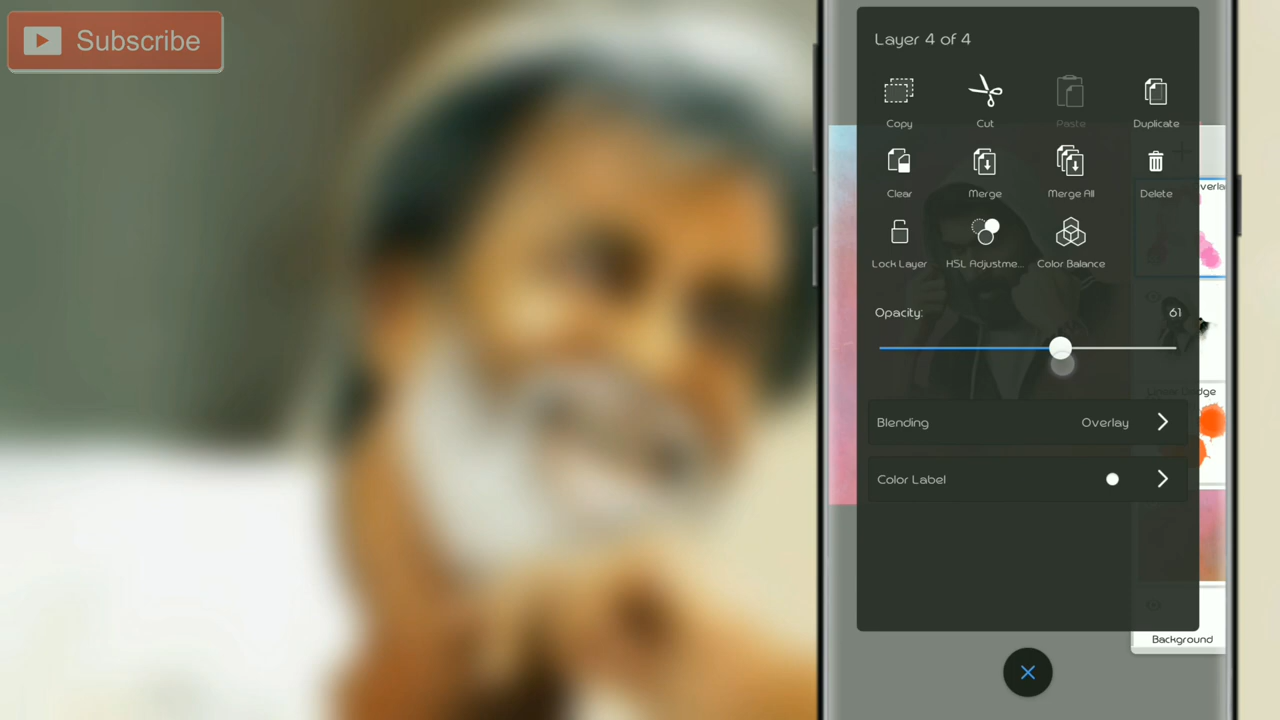 Subscribe
Layer 4 of 4
Copy
Cut
Paste
Duplicate
Clear
Merge
Merge All
Delete
Lock Layer
HSL Adjustme...
Color Balance
Opacity:
61
Blending
Overlay
Color Label
Background